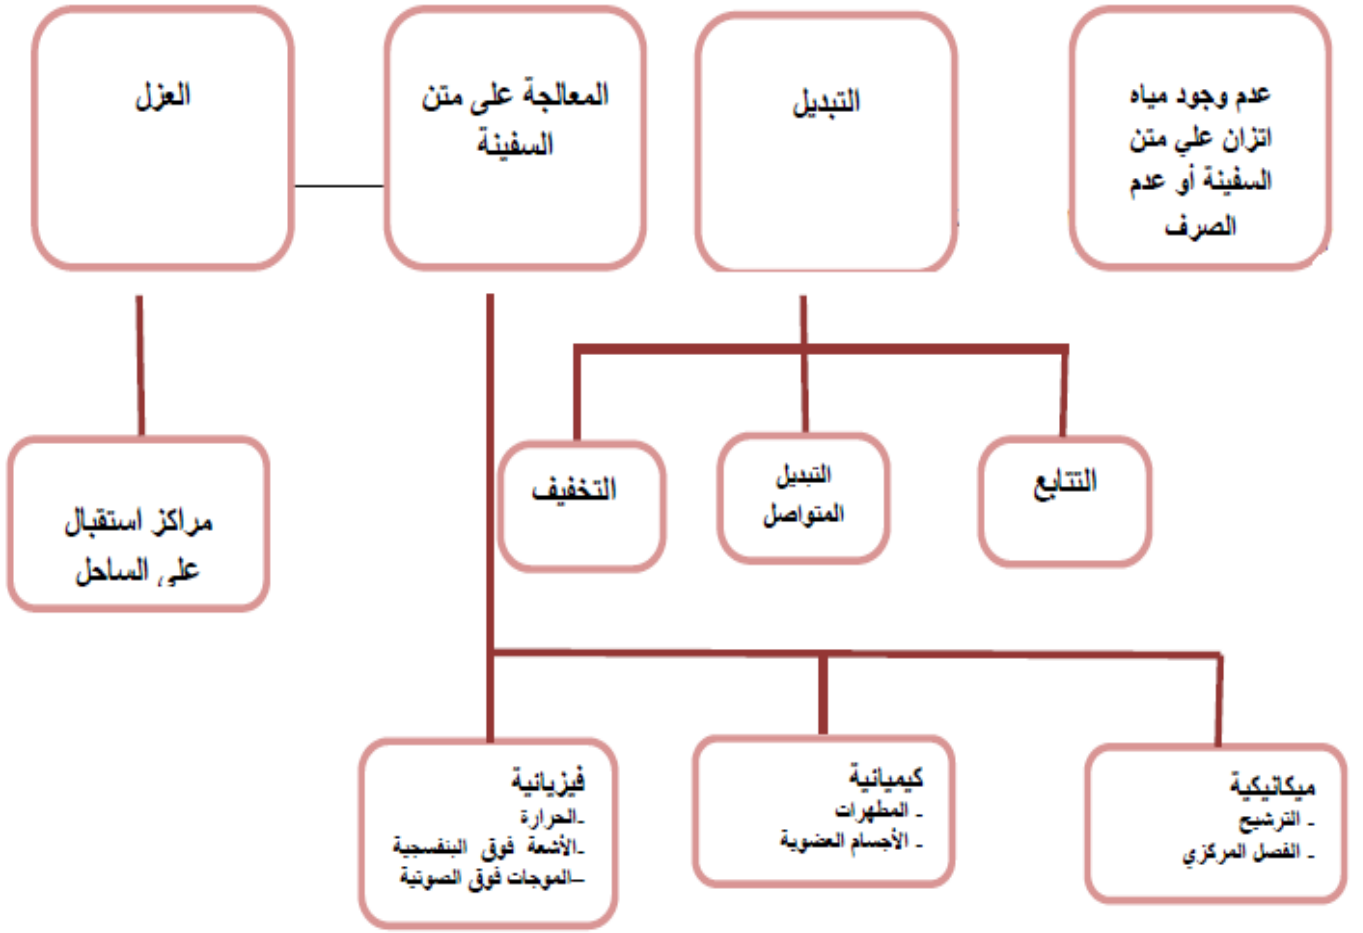 عدم وجود مياه
اتزان علي متن
السفينة أو عدم
الصرف
التبديل
المعالجة على متن
السفينة
العزل
التتابع
التبديل
المتواصل
التخفيف
مراكز استقبال
على الساحل
ميكانيكية
- الترشيح
- الفصل المركزي
كيميائية
- المطهرات
- الأجسام العضوية
فيزيائية
-الحرارة
-الأشعة فوق البنفسجية
–الموجات فوق الصوتية